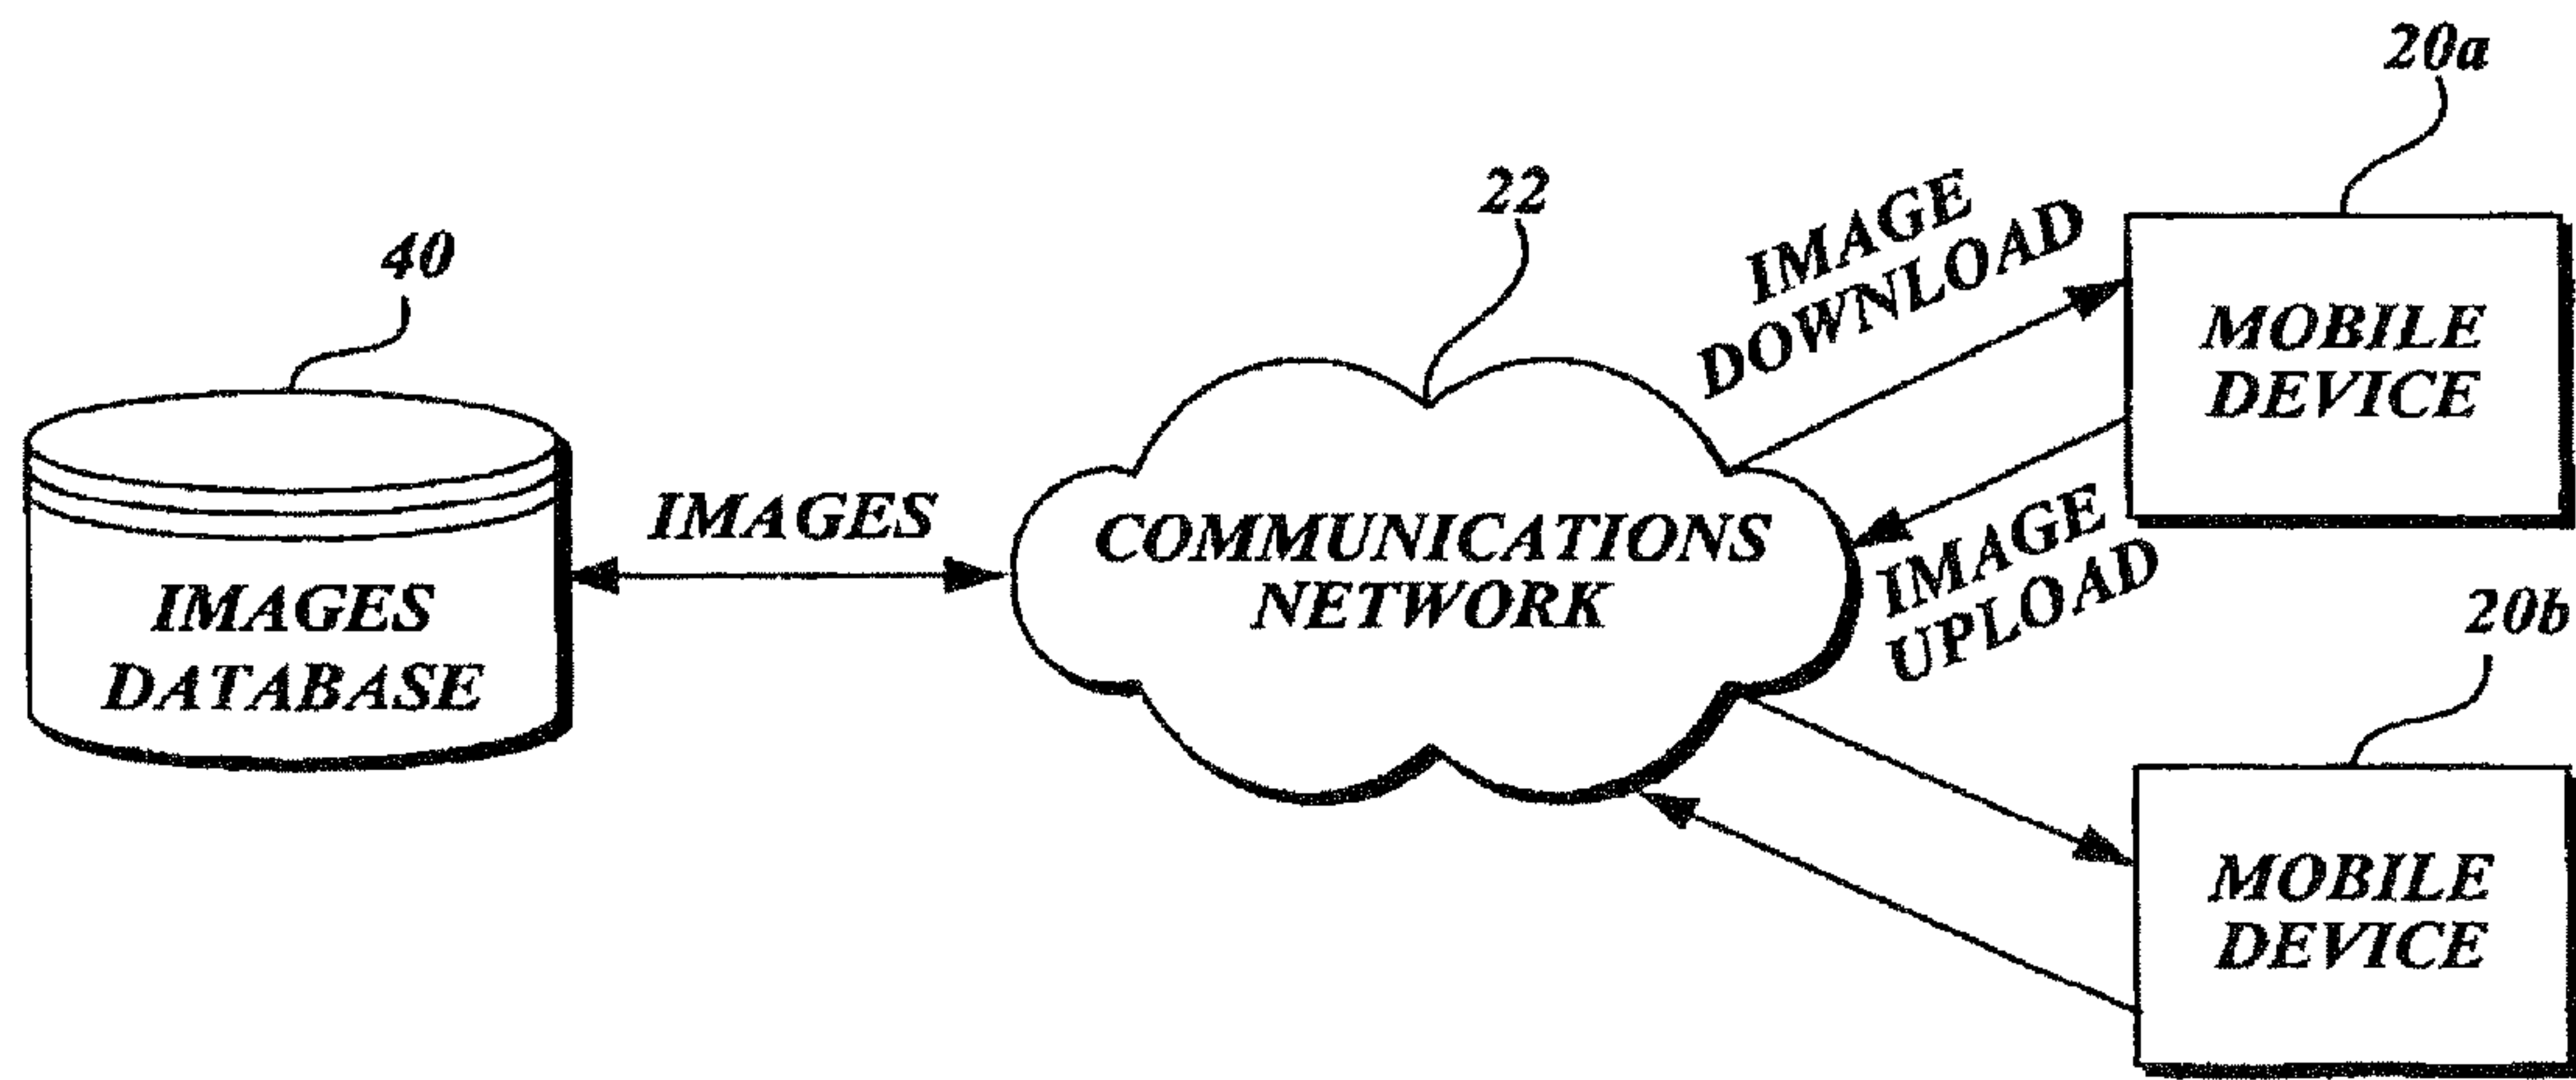 20a
22
IMAGE
DOWNLOAD
40
MOBILE
DEVICE
IMAGES
COMMUNICATIONS
NETWORK
IMAGE
UPLOAD
IMAGES
DATABASE
20b
MOBILE
DEVICE